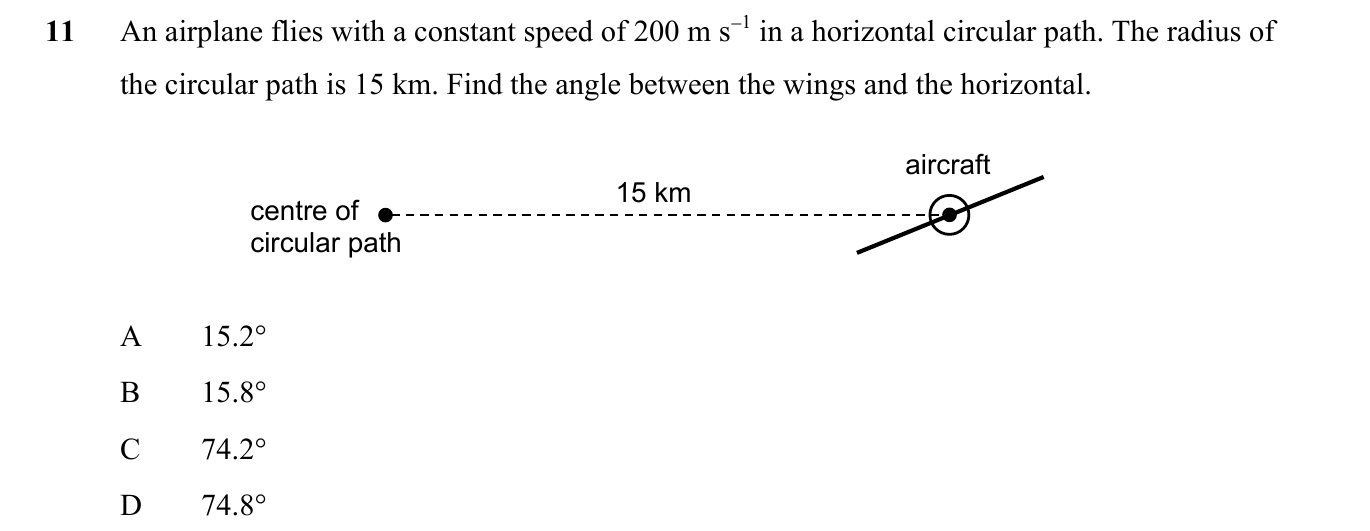 11 An airplane flies with a constant speed of 200 m s⁻¹ in a horizontal circular path. The radius of
the circular path is 15 km. Find the angle between the wings and the horizontal.
aircraft
15 km
centre of
circular path
A 15.2°
B 15.8°
C 74.2°
D 74.8°